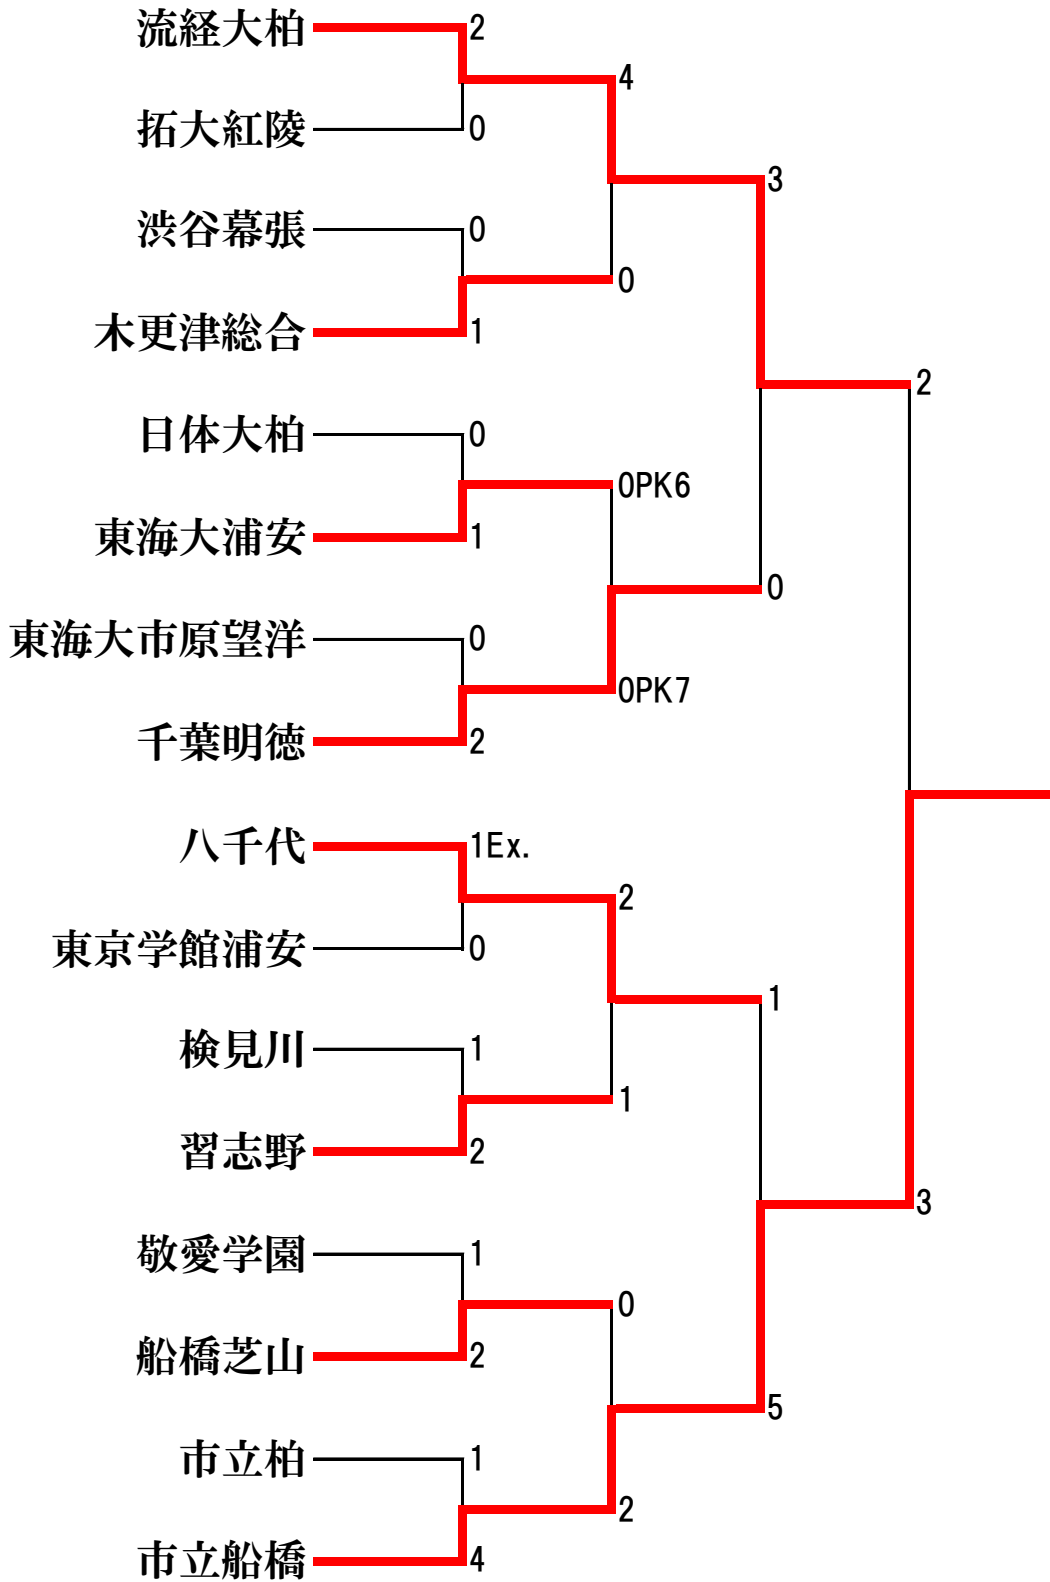 流経大柏 2
4
拓大紅陵 0
3
渋谷幕張 0
0
木更津総合 1
2
日体大柏 0
0PK6
東海大浦安 1
0
東海大市原望洋 0
0PK7
千葉明徳 2
八千代 1Ex.
2
東京学館浦安 0
1
検見川 1
1
習志野 2
3
敬愛学園 1
0
船橋芝山 2
5
市立柏 1
2
市立船橋 4